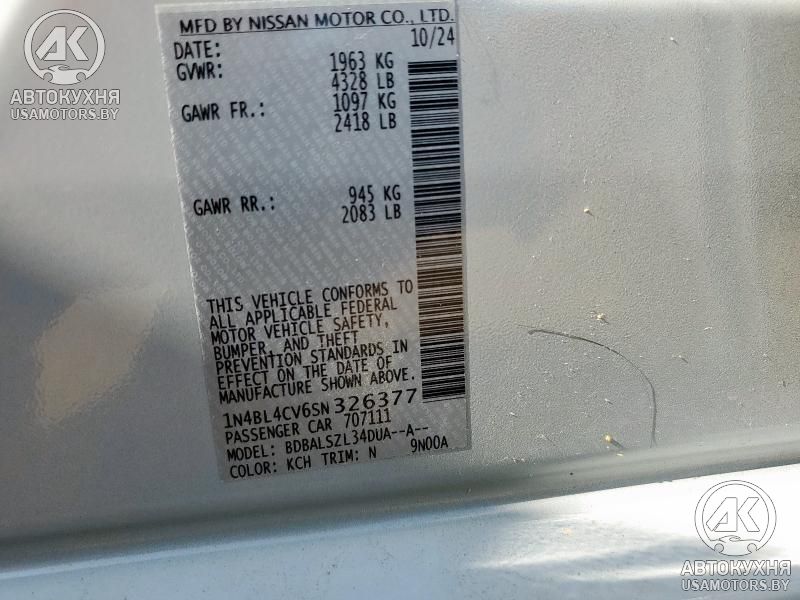 MFD BY NISSAN MOTOR CO., LTD.
DATE: 10/24
GVWR: 1963 KG
4328 LB
GAWR FR.: 1097 KG
2418 LB
GAWR RR.: 945 KG
2083 LB
THIS VEHICLE CONFORMS TO
ALL APPLICABLE FEDERAL
MOTOR VEHICLE SAFETY,
BUMPER, AND THEFT
PREVENTION STANDARDS IN
EFFECT ON THE DATE OF
MANUFACTURE SHOWN ABOVE.
1N4BL4CV6SN326377
PASSENGER CAR 707111
MODEL: BDBALSZL34DUA--A--
COLOR: KCH TRIM: N 9N00A
АК
АВТОКУХНЯ
USAMOTORS.BY
АК
АВТОКУХНЯ
USAMOTORS.BY